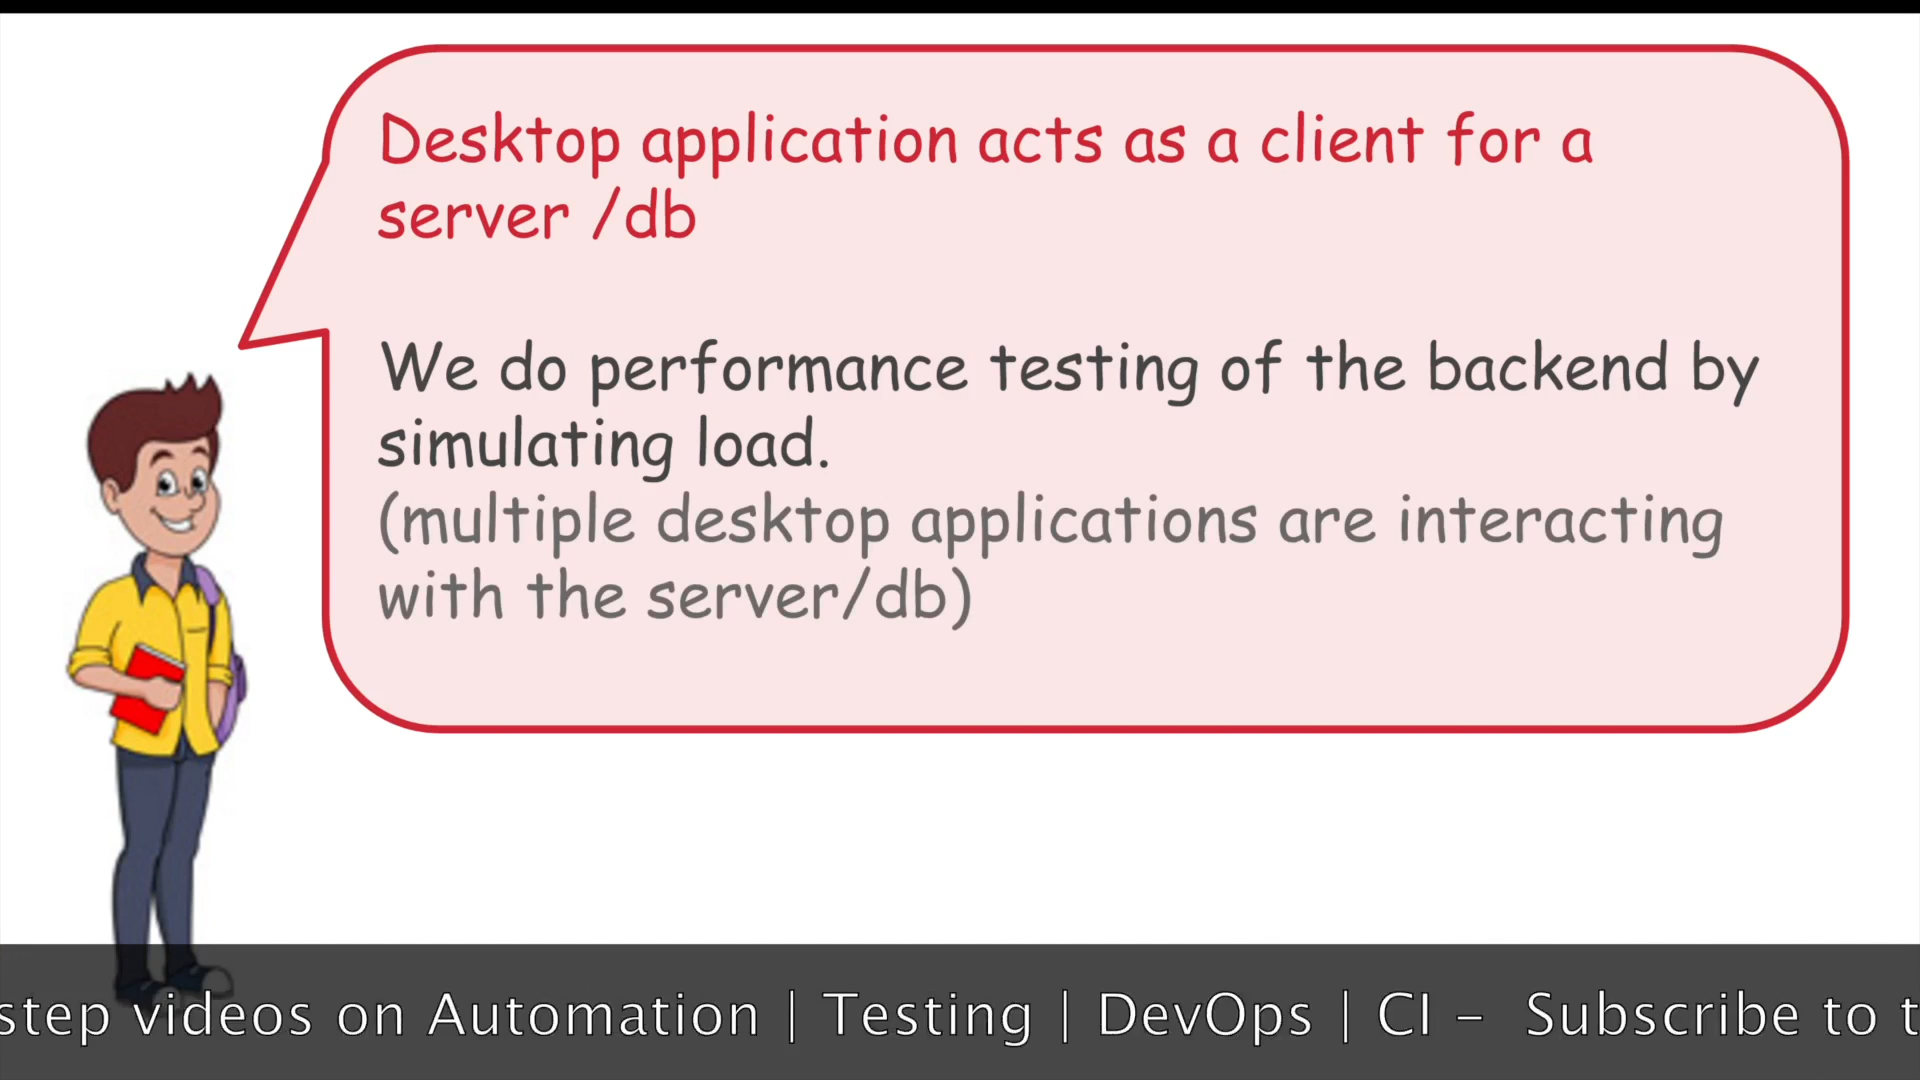 Desktop application acts as a client for a
server /db
We do performance testing of the backend by
simulating load.
(multiple desktop applications are interacting
with the server/db)
step videos on Automation | Testing | DevOps | CI - Subscribe to t